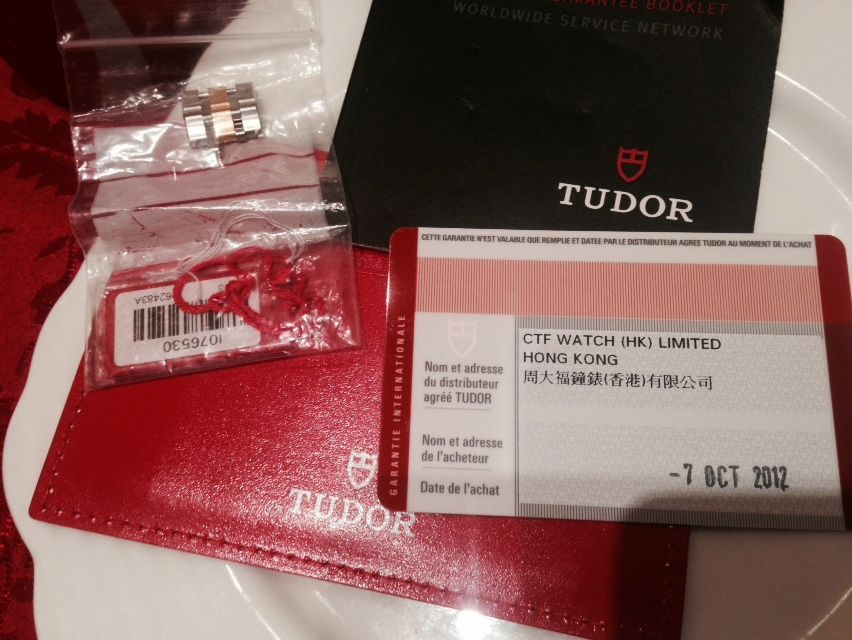 GUARANTEE BOOKLET
WORLDWIDE SERVICE NETWORK
TUDOR
CETTE GARANTIE N'EST VALABLE QUE REMPLIE ET DATEE PAR LE DISTRIBUTEUR AGREE TUDOR AU MOMENT DE L'ACHAT
GARANTIE INTERNATIONALE
Nom et adresse
du distributeur
agréé TUDOR
CTF WATCH (HK) LIMITED
HONG KONG
周大福鐘錶(香港)有限公司
Nom et adresse
de l'acheteur
Date de l'achat
-7 OCT 2012
62483A
I076530
TUDOR